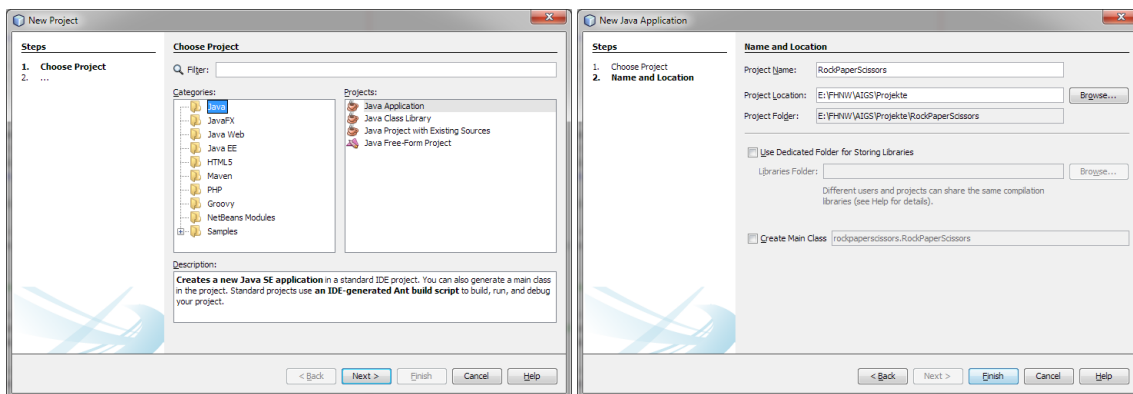 New Project
Steps
1. Choose Project
2. ...
Choose Project
Filter:
Categories:
Java
JavaFX
Java Web
Java EE
HTML5
Maven
PHP
Groovy
NetBeans Modules
Samples
Projects:
Java Application
Java Class Library
Java Project with Existing Sources
Java Free-Form Project
Description:
Creates a new Java SE application in a standard IDE project. You can also generate a main class
in the project. Standard projects use an IDE-generated Ant build script to build, run, and debug
your project.
< Back Next > Finish Cancel Help
New Java Application
Steps
1. Choose Project
2. Name and Location
Name and Location
Project Name: RockPaperScissors
Project Location: E:\FHNW\AIGS\Projekte Browse...
Project Folder: E:\FHNW\AIGS\Projekte\RockPaperScissors
Use Dedicated Folder for Storing Libraries
Libraries Folder: Browse...
Different users and projects can share the same compilation
libraries (see Help for details).
Create Main Class rockpaperscissors.RockPaperScissors
< Back Next > Finish Cancel Help